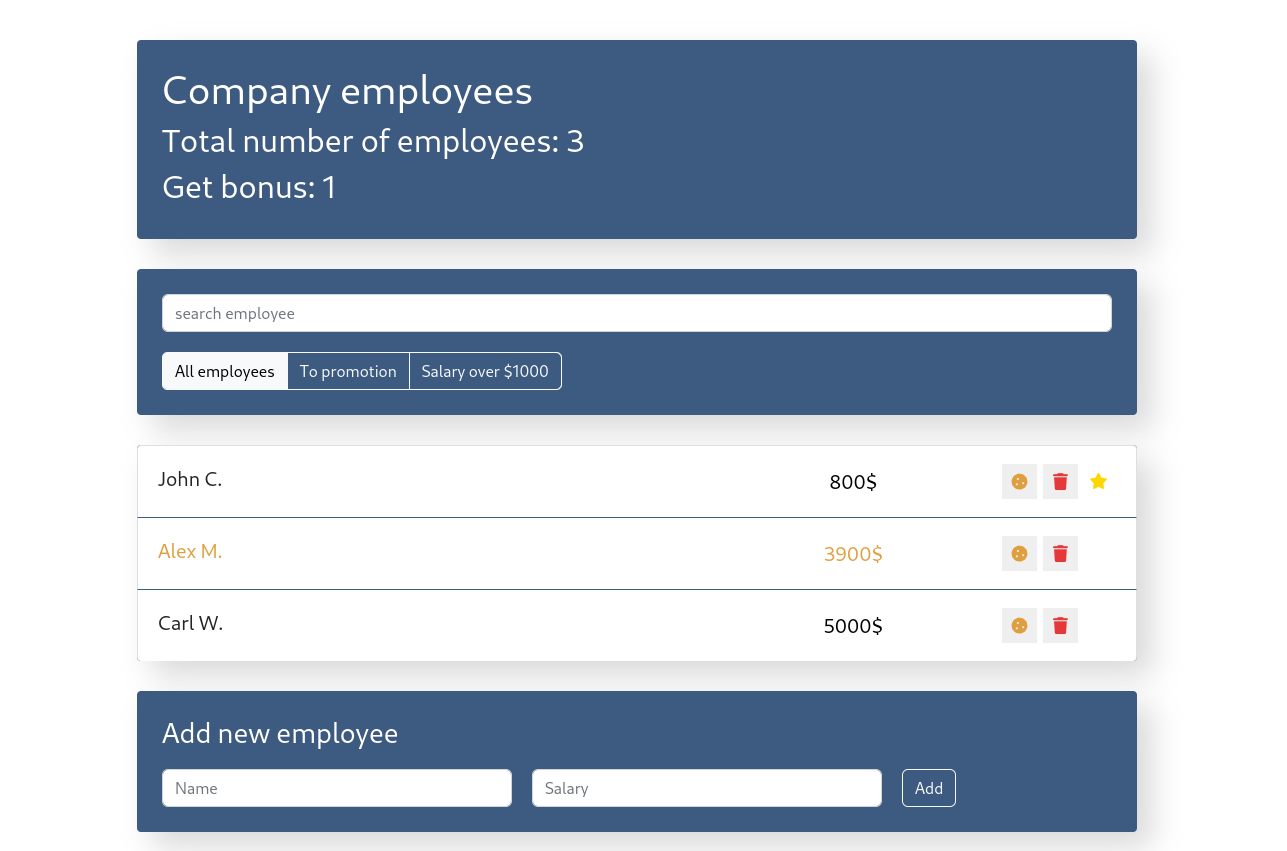 Company employees
Total number of employees: 3
Get bonus: 1
search employee
All employees To promotion Salary over $1000
John C. 800$
Alex M. 3900$
Carl W. 5000$
Add new employee
Name Salary Add